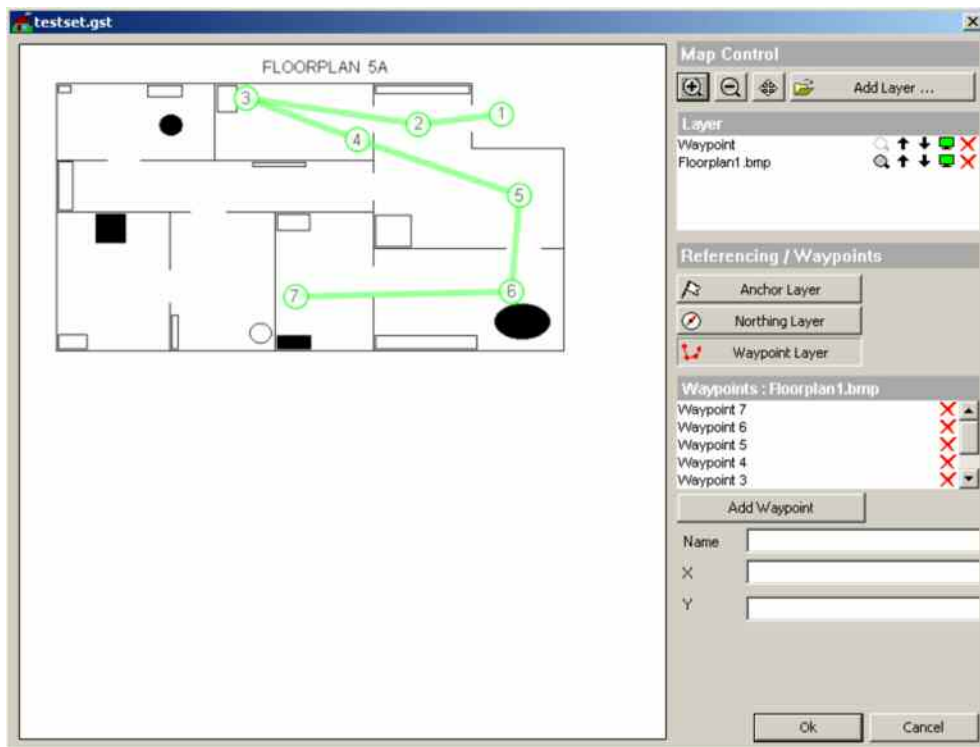 testset.gst
FLOORPLAN 5A
1
2
3
4
5
6
7
Map Control
Add Layer ...
Layer
Waypoint
Floorplan1.bmp
Referencing / Waypoints
Anchor Layer
Northing Layer
Waypoint Layer
Waypoints : Floorplan1.bmp
Waypoint 7
Waypoint 6
Waypoint 5
Waypoint 4
Waypoint 3
Add Waypoint
Name
X
Y
Ok
Cancel